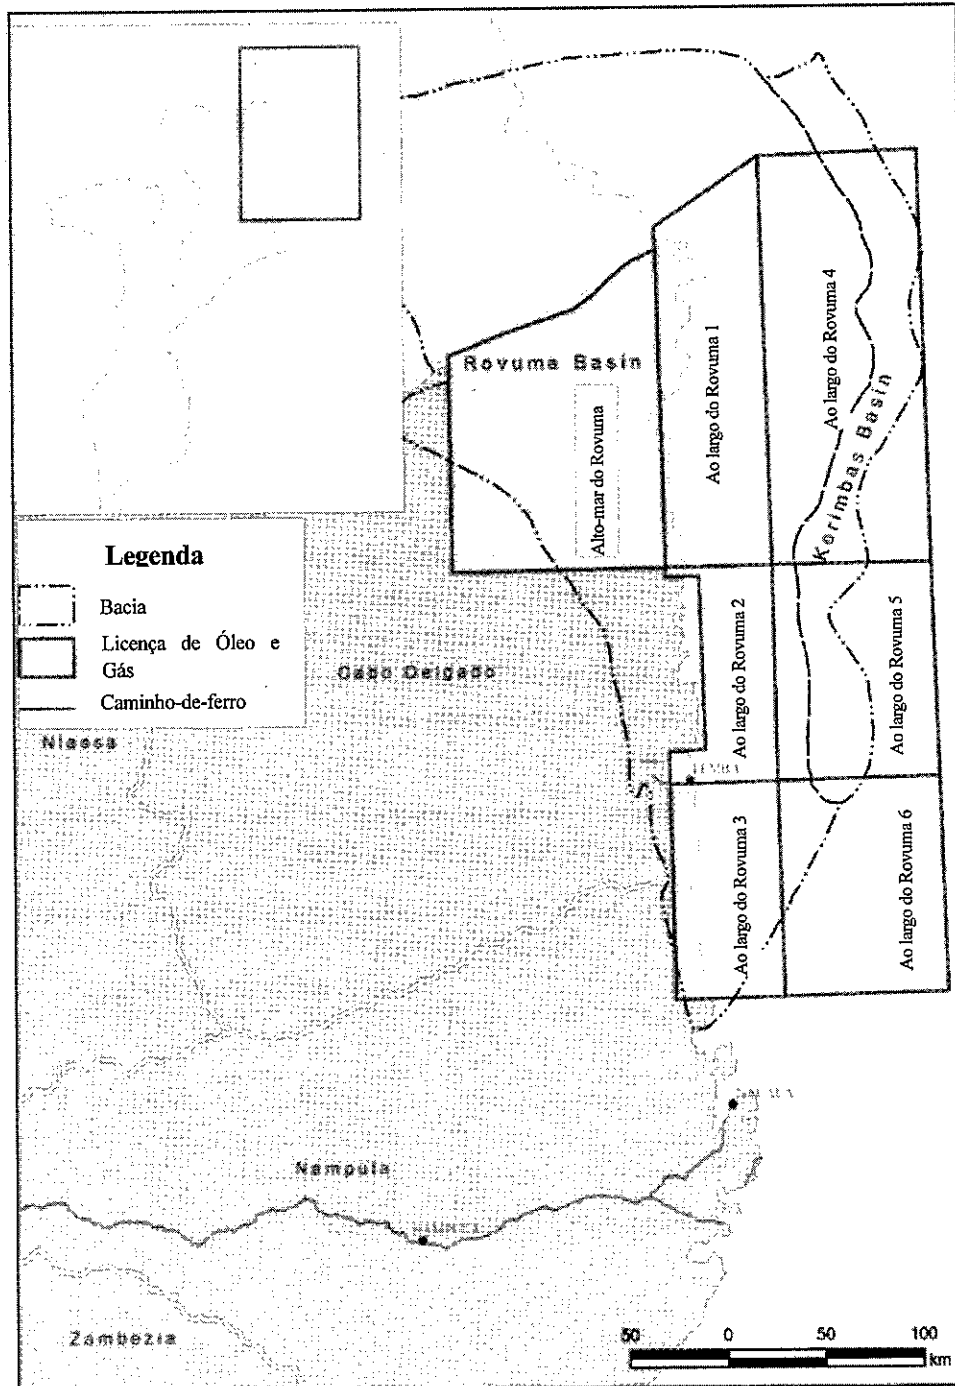 Rovuma Basin
Alto-mar do Rovuma
Ao largo do Rovuma 1
Ao largo do Rovuma 4
Korimbas Basin
Legenda
Bacia
Licença de Óleo e
Gás
Caminho-de-ferro
Cabo Delgado
Niassa
Ao largo do Rovuma 2
Ao largo do Rovuma 5
Ao largo do Rovuma 3
Ao largo do Rovuma 6
Nampula
Zambezia
50 0 50 100
km